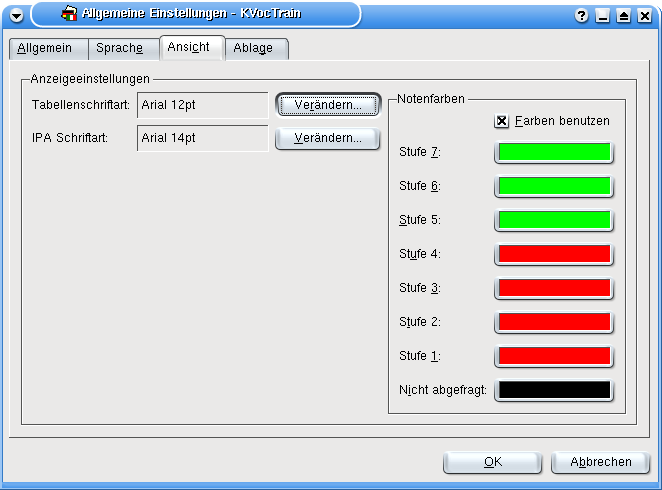 Allgemeine Einstellungen - KVocTrain
Allgemein Sprache Ansicht Ablage
Anzeigeeinstellungen
Tabellenschriftart: Arial 12pt Verändern...
IPA Schriftart: Arial 14pt Verändern...
Notenfarben
Farben benutzen
Stufe 7:
Stufe 6:
Stufe 5:
Stufe 4:
Stufe 3:
Stufe 2:
Stufe 1:
Nicht abgefragt:
OK Abbrechen